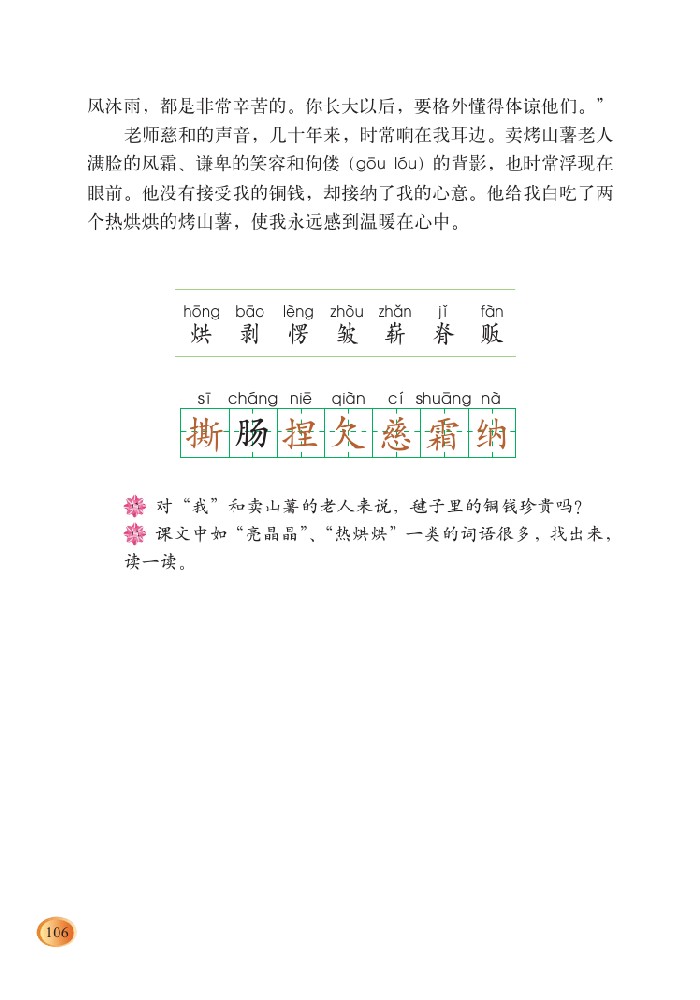 风沐雨，都是非常辛苦的。你长大以后，要格外懂得体谅他们。”
老师慈和的声音，几十年来，时常响在我耳边。卖烤山薯老人
满脸的风霜、谦卑的笑容和佝偻（gōu lóu）的背影，也时常浮现在
眼前。他没有接受我的铜钱，却接纳了我的心意。他给我白吃了两
个热烘烘的烤山薯，使我永远感到温暖在心中。
hōng bāo lèng zhòu zhǎn jǐ fàn
烘 剥 愣 皱 崭 脊 贩
sī cháng niē qiàn cí shuāng nà
撕 肠 捏 欠 慈 霜 纳
对“我”和卖山薯的老人来说，毽子里的铜钱珍贵吗？
课文中如“亮晶晶”、“热烘烘”一类的词语很多，找出来，
读一读。
106